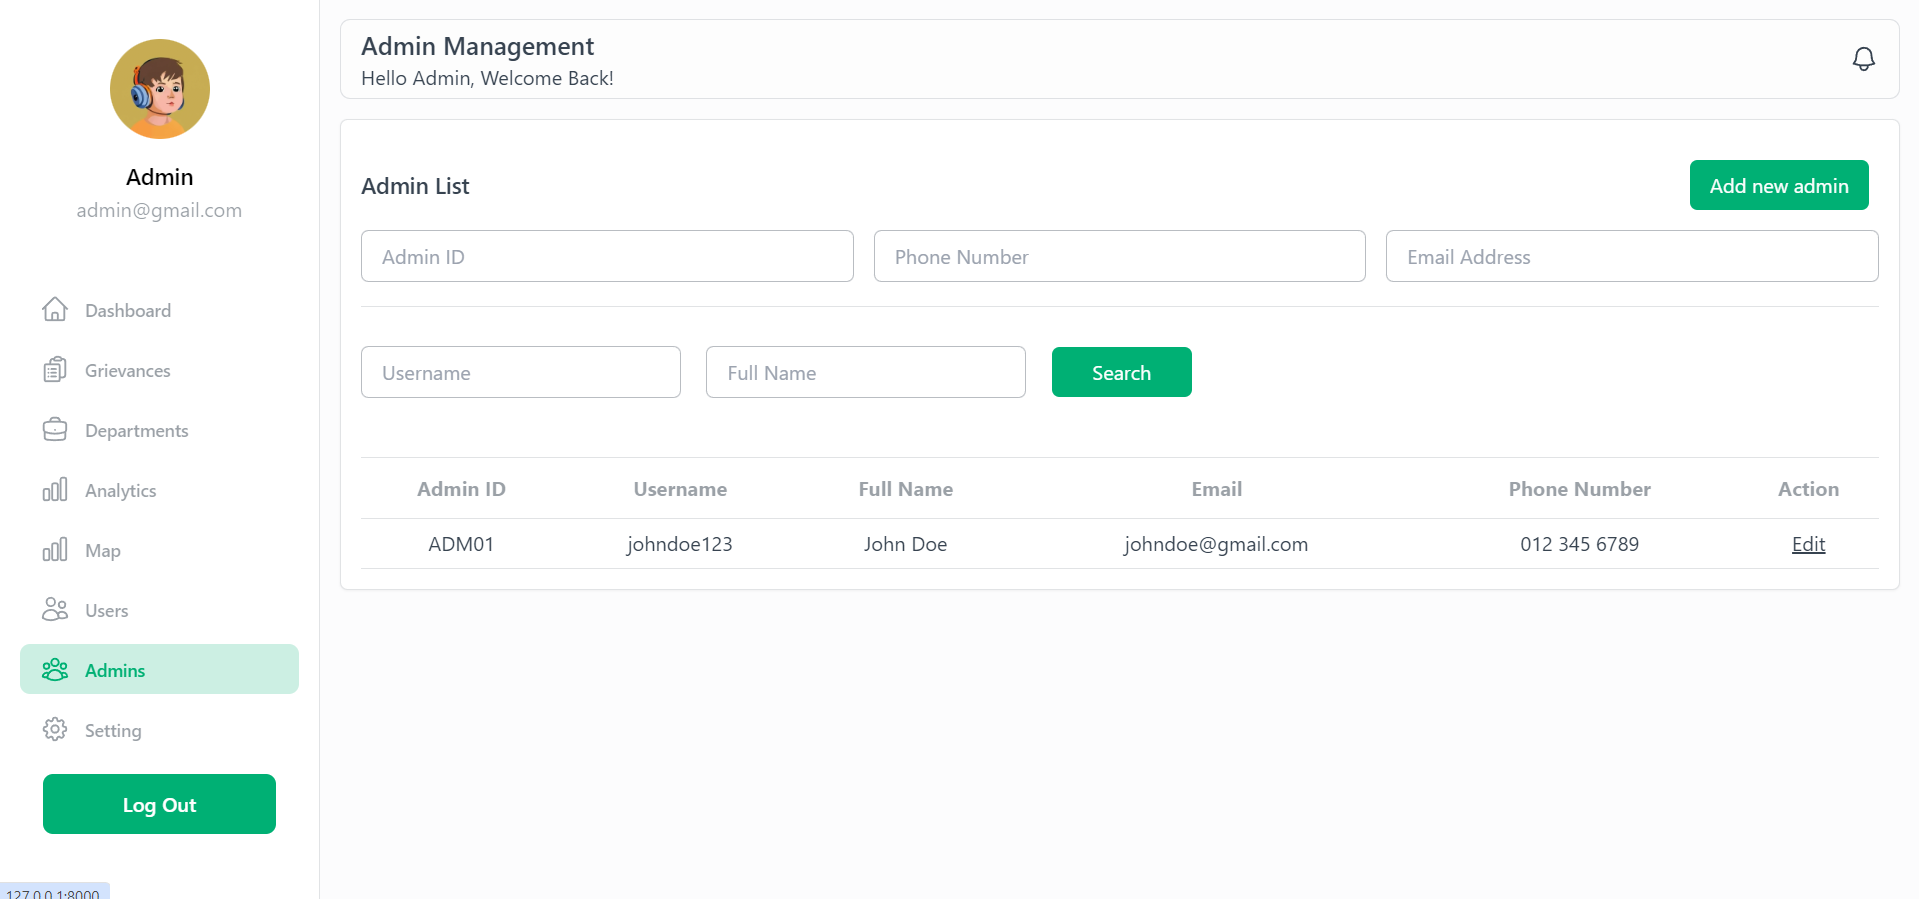 Admin
admin@gmail.com
Dashboard
Grievances
Departments
Analytics
Map
Users
Admins
Setting
Log Out
127.0.0.1:8000
Admin Management
Hello Admin, Welcome Back!
Admin List
Add new admin
Admin ID Phone Number Email Address
Username Full Name Search
Admin ID Username Full Name Email Phone Number Action
ADM01 johndoe123 John Doe johndoe@gmail.com 012 345 6789 Edit